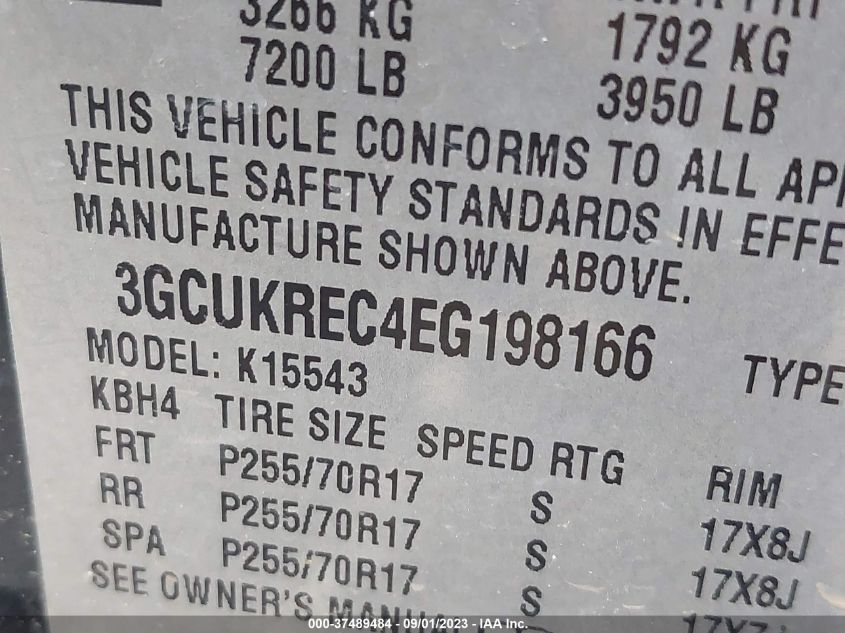 3266 KG
7200 LB
1792 KG
3950 LB
THIS VEHICLE CONFORMS TO ALL
VEHICLE SAFETY STANDARDS IN
MANUFACTURE SHOWN ABOVE.
3GCUKREC4EG198166
MODEL: K15543 TYPE
KBH4 TIRE SIZE SPEED RTG RIM
FRT P255/70R17 S 17X8J
RR P255/70R17 S 17X8J
SPA P255/70R17 S
SEE OWNER'S
000-37489484 - 09/01/2023 - IAA Inc.